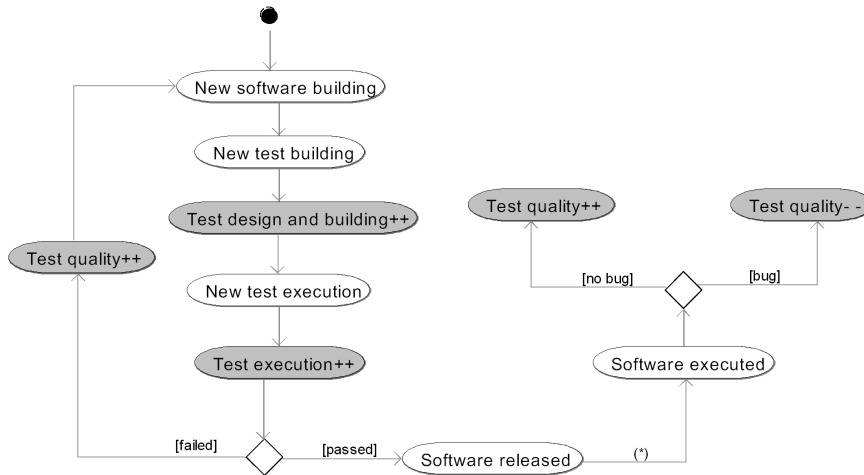 New software building
New test building
Test design and building++
Test quality++
Test quality- -
Test quality++
New test execution
[no bug]
[bug]
Test execution++
Software executed
[failed]
[passed]
Software released
(*)